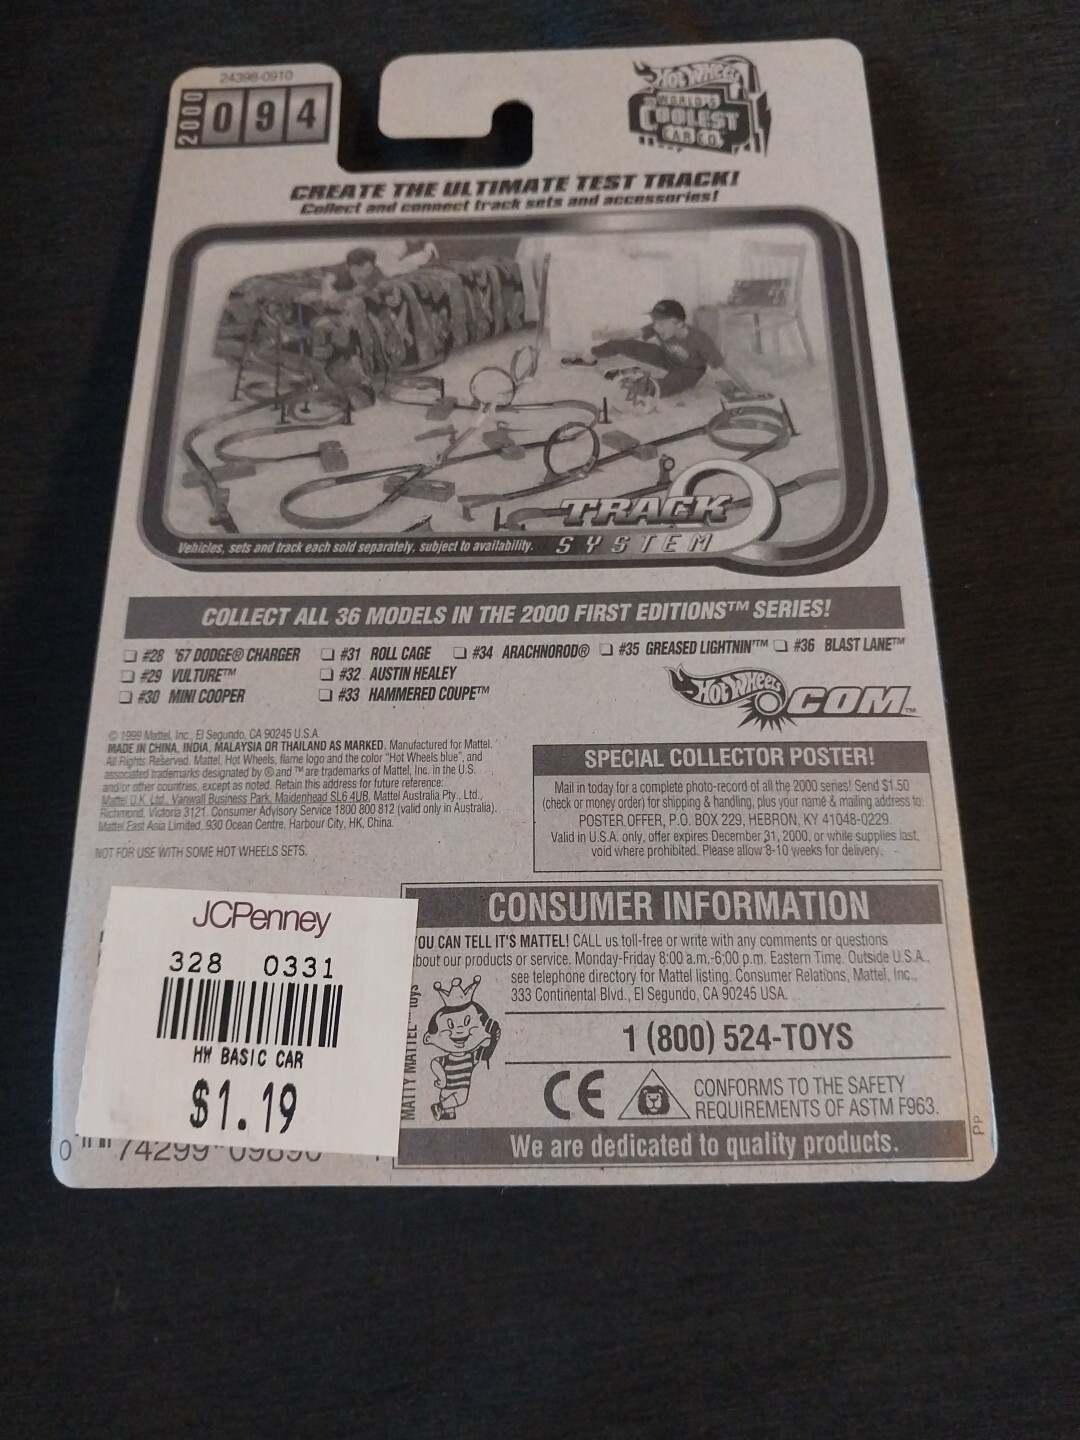 24398-0910
2000 094
HOT WHEELS
WORLD'S
COOLEST
CAR CO.
CREATE THE ULTIMATE TEST TRACK!
Collect and connect track sets and accessories!
TRACK
SYSTEM
Vehicles, sets and track each sold separately, subject to availability.
COLLECT ALL 36 MODELS IN THE 2000 FIRST EDITIONS™ SERIES!
❏ #28 '67 DODGE® CHARGER ❏ #31 ROLL CAGE ❏ #34 ARACHNOROD® ❏ #35 GREASED LIGHTNIN'™ ❏ #36 BLAST LANE™
❏ #29 VULTURE™ ❏ #32 AUSTIN HEALEY
❏ #30 MINI COOPER ❏ #33 HAMMERED COUPE™
Hot Wheels .COM™
© 1999 Mattel, Inc., El Segundo, CA 90245 U.S.A.
MADE IN CHINA, INDIA, MALAYSIA OR THAILAND AS MARKED. Manufactured for Mattel.
All Rights Reserved. Mattel, Hot Wheels, flame logo and the color "Hot Wheels blue", and
associated trademarks designated by ® and ™ are trademarks of Mattel, Inc. in the U.S.
and/or other countries, except as noted. Retain this address for future reference:
Mattel U.K. Ltd., Vanwall Business Park, Maidenhead SL6 4UB. Mattel Australia Pty., Ltd.,
Richmond, Victoria 3121. Consumer Advisory Service 1800 800 812 (valid only in Australia).
Mattel East Asia Limited, 930 Ocean Centre, Harbour City, HK, China.
NOT FOR USE WITH SOME HOT WHEELS SETS.
SPECIAL COLLECTOR POSTER!
Mail in today for a complete photo-record of all the 2000 series! Send $1.50
(check or money order) for shipping & handling, plus your name & mailing address to:
POSTER OFFER, P.O. BOX 229, HEBRON, KY 41048-0229.
Valid in U.S.A. only, offer expires December 31, 2000, or while supplies last,
void where prohibited. Please allow 8-10 weeks for delivery.
JCPenney
328 0331
HW BASIC CAR
$1.19
0 74299 09890
CONSUMER INFORMATION
OU CAN TELL IT'S MATTEL! CALL us toll-free or write with any comments or questions
bout our products or service, Monday-Friday 8:00 a.m.-6:00 p.m. Eastern Time. Outside U.S.A.,
see telephone directory for Mattel listing. Consumer Relations, Mattel, Inc.,
333 Continental Blvd., El Segundo, CA 90245 USA.
MATTY MATTEL™ toys
1 (800) 524-TOYS
CE
CONFORMS TO THE SAFETY
REQUIREMENTS OF ASTM F963.
We are dedicated to quality products.
PP